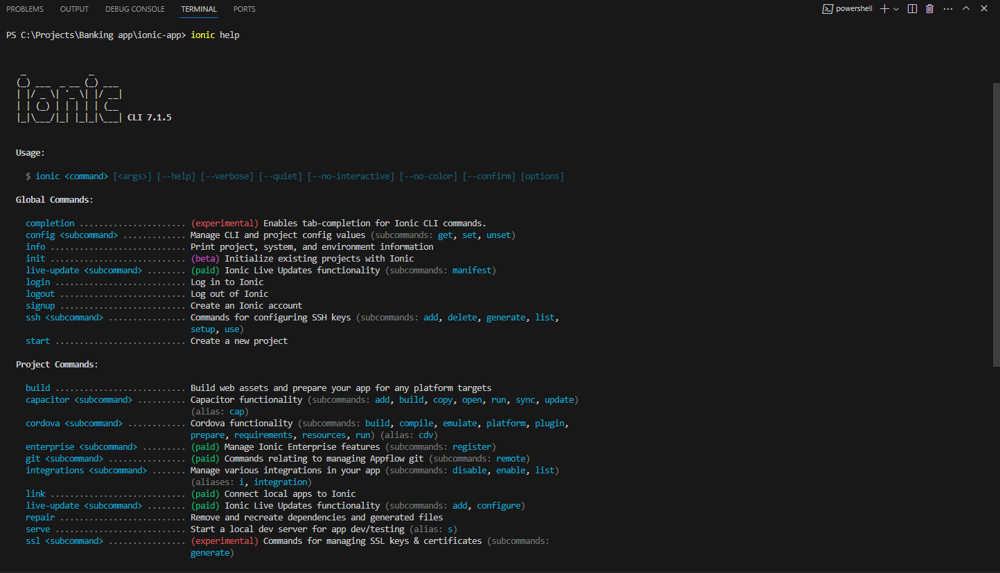 PROBLEMS OUTPUT DEBUG CONSOLE TERMINAL PORTS powershell
PS C:\Projects\Banking app\ionic-app> ionic help
ionic CLI 7.1.5
Usage:
$ ionic <command> [<args>] [--help] [--verbose] [--quiet] [--no-interactive] [--no-color] [--confirm] [options]
Global Commands:
completion ...................... (experimental) Enables tab-completion for Ionic CLI commands.
config <subcommand> ............. Manage CLI and project config values (subcommands: get, set, unset)
info ............................ Print project, system, and environment information
init ............................ (beta) Initialize existing projects with Ionic
live-update <subcommand> ........ (paid) Ionic Live Updates functionality (subcommands: manifest)
login ........................... Log in to Ionic
logout .......................... Log out of Ionic
signup .......................... Create an Ionic account
ssh <subcommand> ................ Commands for configuring SSH keys (subcommands: add, delete, generate, list,
setup, use)
start ........................... Create a new project
Project Commands:
build ........................... Build web assets and prepare your app for any platform targets
capacitor <subcommand> .......... Capacitor functionality (subcommands: add, build, copy, open, run, sync, update)
(alias: cap)
cordova <subcommand> ............ Cordova functionality (subcommands: build, compile, emulate, platform, plugin,
prepare, requirements, resources, run) (alias: cdv)
enterprise <subcommand> ......... (paid) Manage Ionic Enterprise features (subcommands: register)
git <subcommand> ................ (paid) Commands relating to managing Appflow git (subcommands: remote)
integrations <subcommand> ....... Manage various integrations in your app (subcommands: disable, enable, list)
(aliases: i, integration)
link ............................ (paid) Connect local apps to Ionic
live-update <subcommand> ........ (paid) Ionic Live Updates functionality (subcommands: add, configure)
repair .......................... Remove and recreate dependencies and generated files
serve ........................... Start a local dev server for app dev/testing (alias: s)
ssl <subcommand> ................ (experimental) Commands for managing SSL keys & certificates (subcommands:
generate)